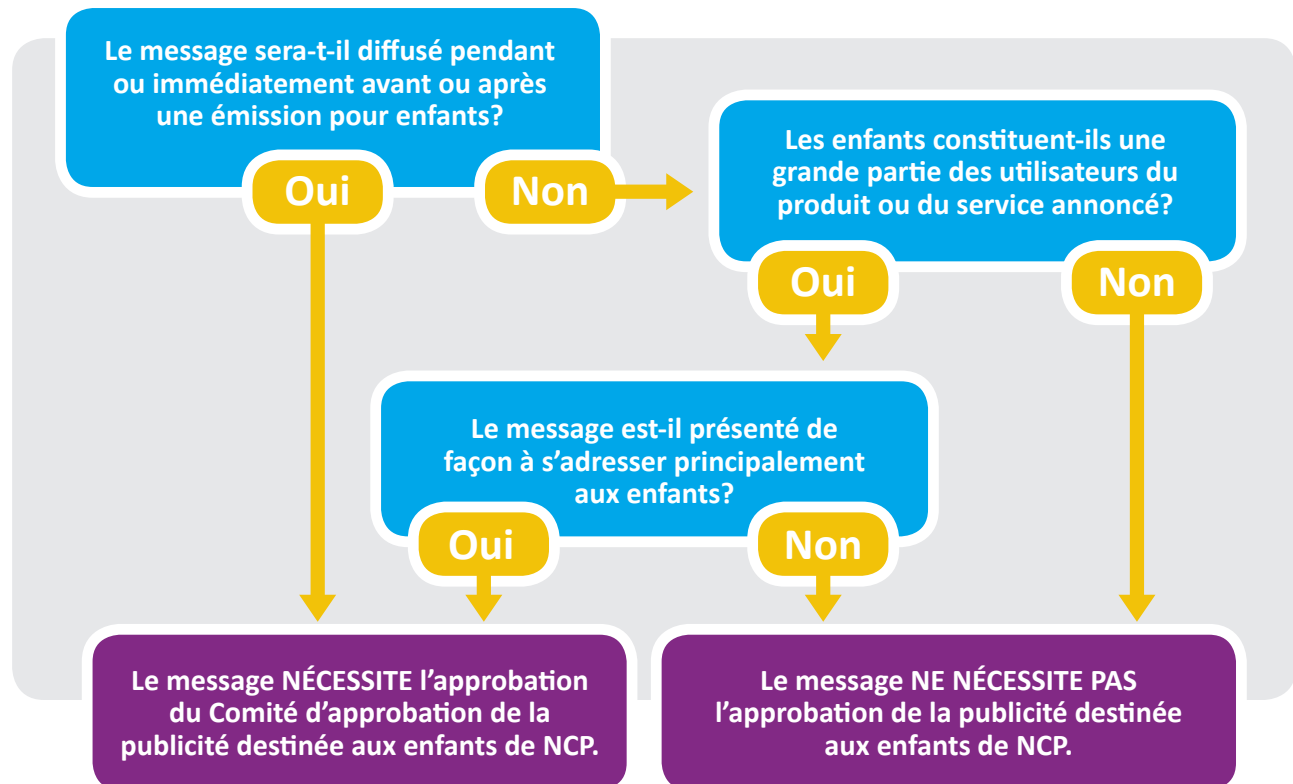 Le message sera-t-il diffusé pendant
ou immédiatement avant ou après
une émission pour enfants?
Oui
Non
Les enfants constituent-ils une
grande partie des utilisateurs du
produit ou du service annoncé?
Oui
Non
Le message est-il présenté de
façon à s’adresser principalement
aux enfants?
Oui
Non
Le message NÉCESSITE l’approbation
du Comité d’approbation de la
publicité destinée aux enfants de NCP.
Le message NE NÉCESSITE PAS
l’approbation de la publicité destinée
aux enfants de NCP.